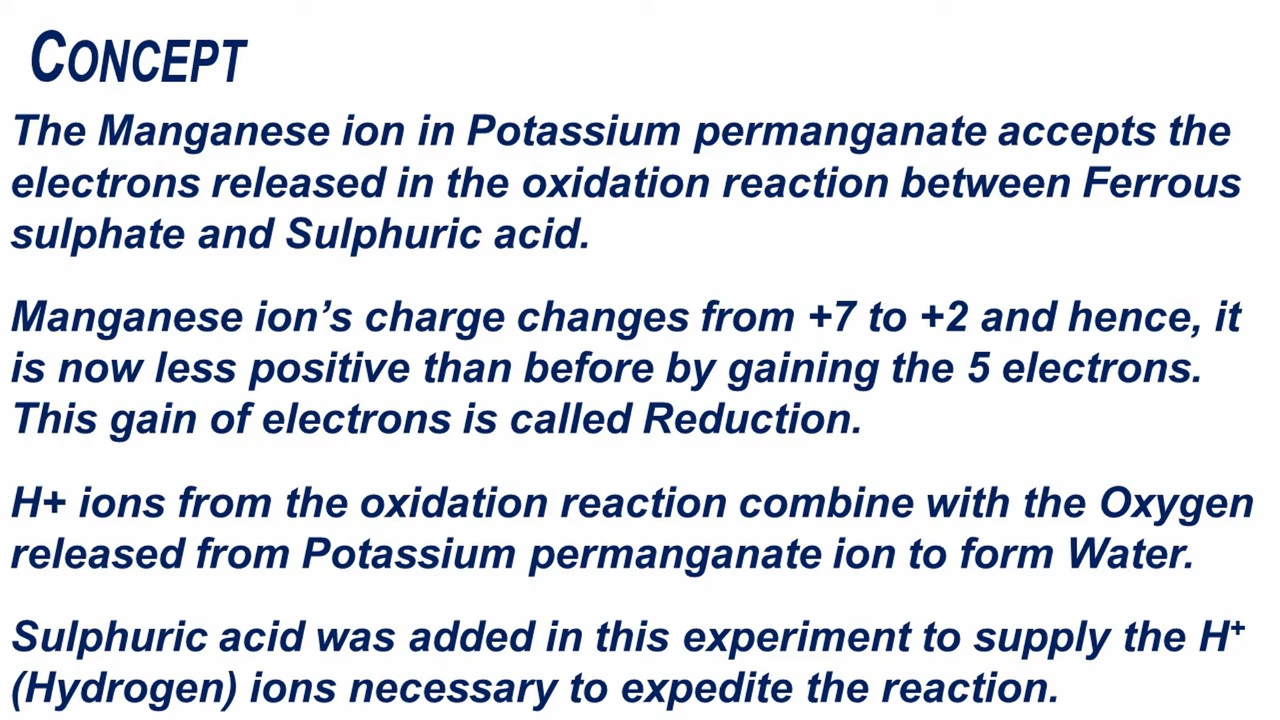 CONCEPT
The Manganese ion in Potassium permanganate accepts the
electrons released in the oxidation reaction between Ferrous
sulphate and Sulphuric acid.
Manganese ion’s charge changes from +7 to +2 and hence, it
is now less positive than before by gaining the 5 electrons.
This gain of electrons is called Reduction.
H+ ions from the oxidation reaction combine with the Oxygen
released from Potassium permanganate ion to form Water.
Sulphuric acid was added in this experiment to supply the H⁺
(Hydrogen) ions necessary to expedite the reaction.